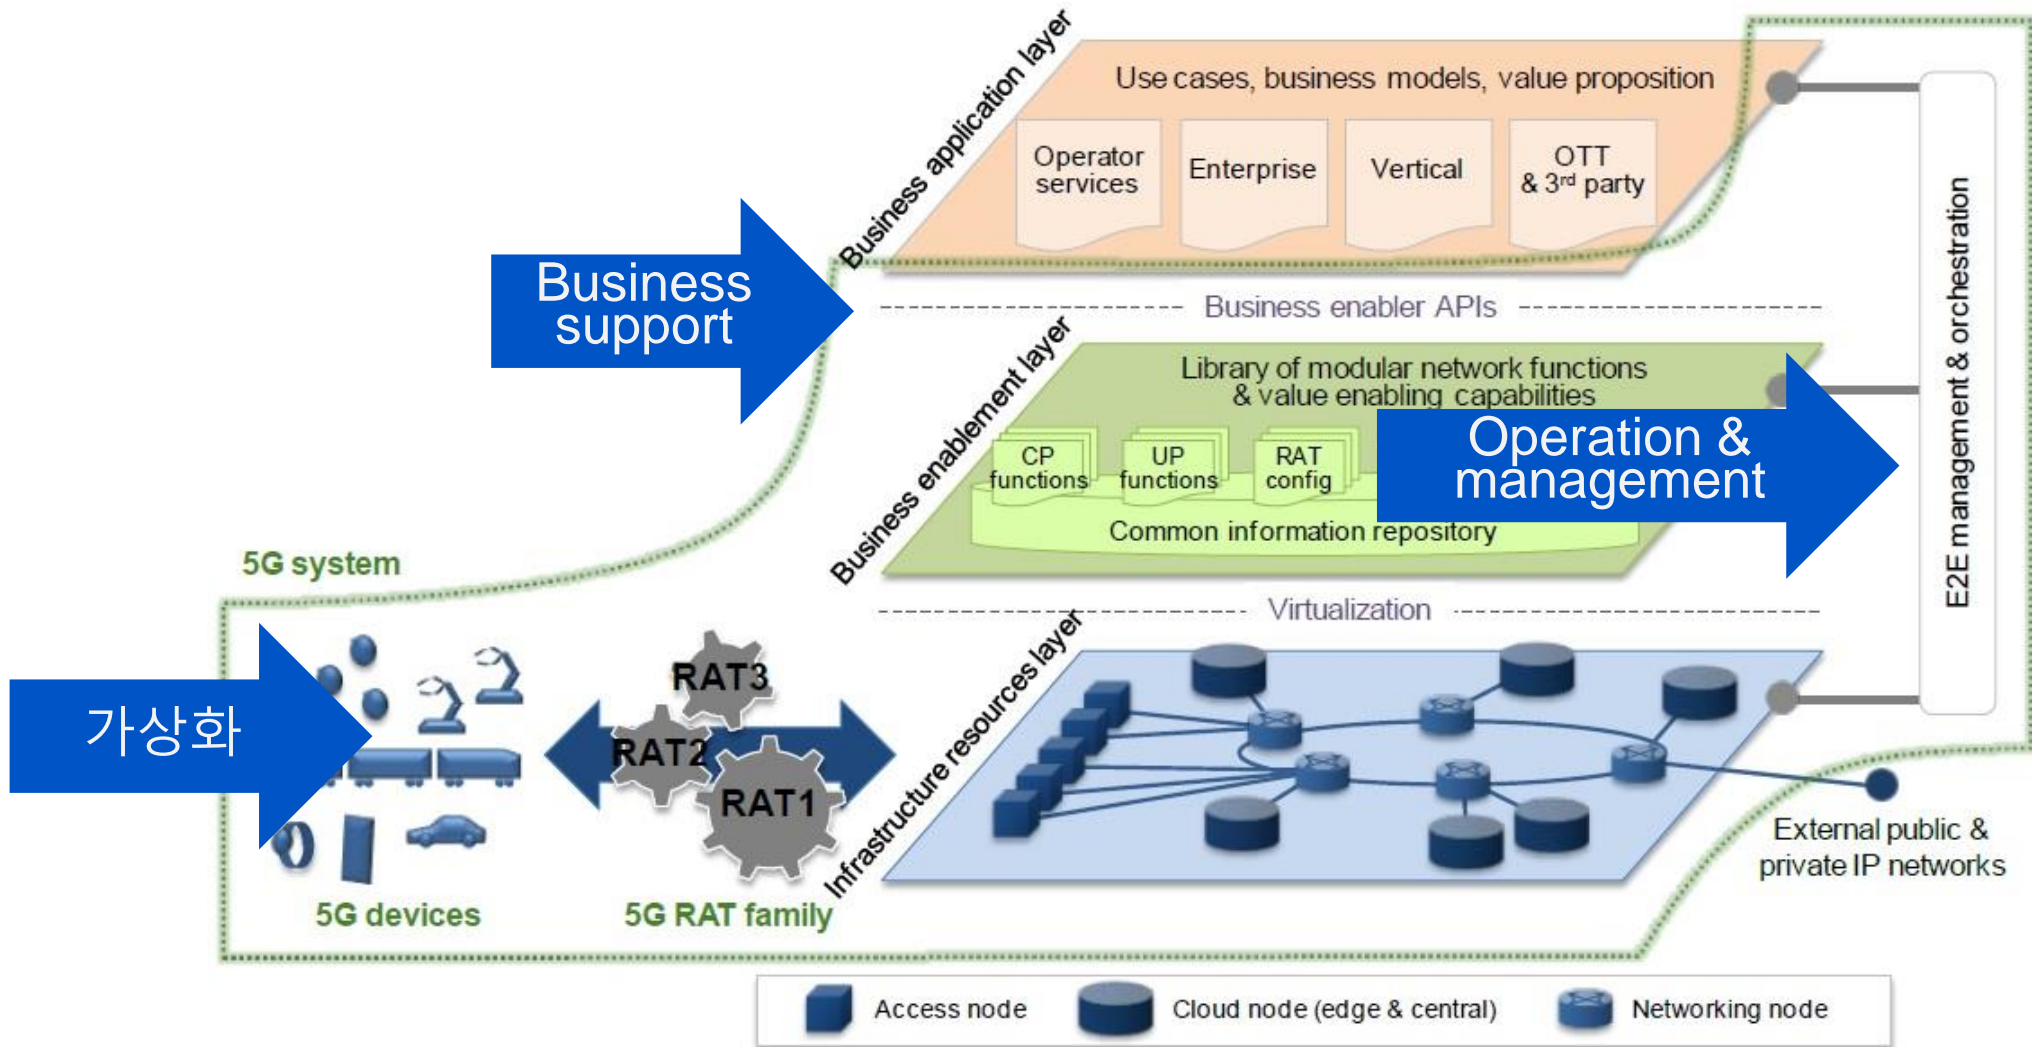 Business application layer
Use cases, business models, value proposition
Operator
services
Enterprise
Vertical
OTT
& 3rd party
Business
support
Business enabler APIs
Business enablement layer
Library of modular network functions
& value enabling capabilities
CP
functions
UP
functions
RAT
config
Common information repository
Operation &
management
E2E management & orchestration
5G system
Virtualization
가상화
RAT3
RAT2
RAT1
5G devices
5G RAT family
Infrastructure resources layer
External public &
private IP networks
Access node
Cloud node (edge & central)
Networking node